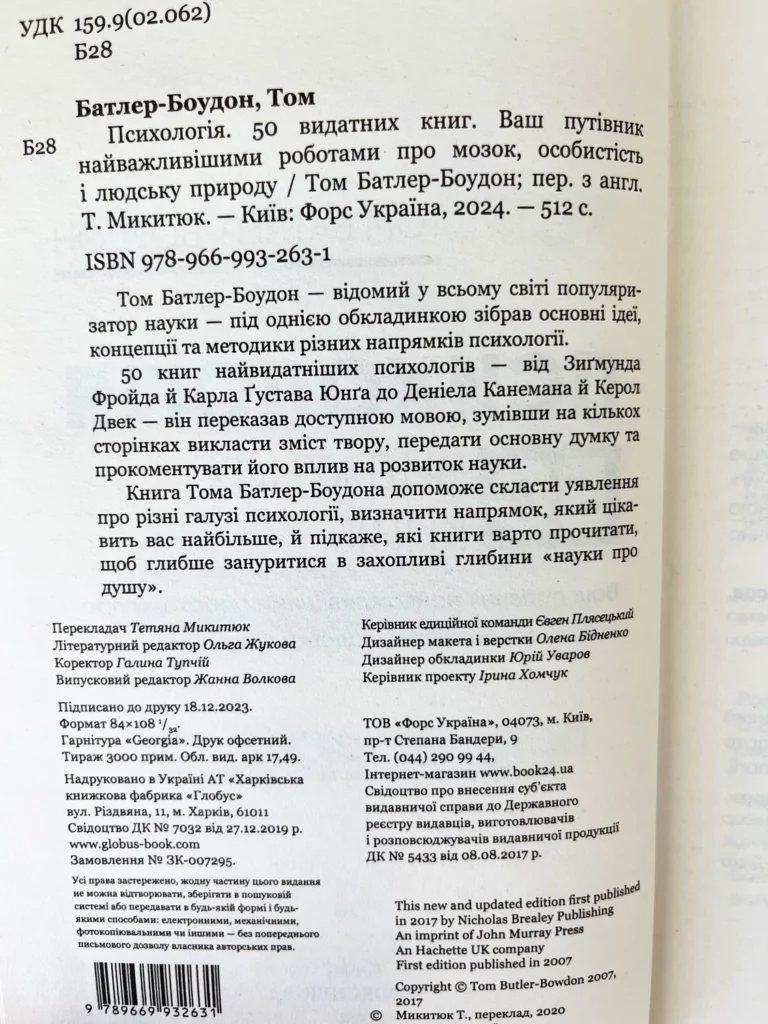 УДК 159.9(02.062)
Б28
Батлер-Боудон, Том
Б28 Психологія. 50 видатних книг. Ваш путівник
найважливішими роботами про мозок, особистість
і людську природу / Том Батлер-Боудон; пер. з англ.
Т. Микитюк. — Київ: Форс Україна, 2024. — 512 с.
ISBN 978-966-993-263-1
Том Батлер-Боудон — відомий у всьому світі популяри-
затор науки — під однією обкладинкою зібрав основні ідеї,
концепції та методики різних напрямків психології.
50 книг найвидатніших психологів — від Зиґмунда
Фройда й Карла Ґустава Юнґа до Деніела Канемана й Керол
Двек — він переказав доступною мовою, зумівши на кількох
сторінках викласти зміст твору, передати основну думку та
прокоментувати його вплив на розвиток науки.
Книга Тома Батлер-Боудона допоможе скласти уявлення
про різні галузі психології, визначити напрямок, який ціка-
вить вас найбільше, й підкаже, які книги варто прочитати,
щоб глибше зануритися в захопливі глибини «науки про
душу».
Перекладач Тетяна Микитюк
Літературний редактор Ольга Жукова
Коректор Галина Тупчій
Випусковий редактор Жанна Волкова
Підписано до друку 18.12.2023.
Формат 84×108 1/32.
Гарнітура «Georgia». Друк офсетний.
Тираж 3000 прим. Обл. вид. арк 17,49.
Надруковано в Україні АТ «Харківська
книжкова фабрика «Глобус»
вул. Різдвяна, 11, м. Харків, 61011
Свідоцтво ДК № 7032 від 27.12.2019 р.
www.globus-book.com
Замовлення № ЗК-007295.
Усі права застережено, жодну частину цього видання
не можна відтворювати, зберігати в пошуковій
системі або передавати в будь-якій формі і будь-
якими способами: електронними, механічними,
фотокопіювальними чи іншими — без попереднього
письмового дозволу власника авторських прав.
9 789669 932631
Керівник едиційної команди Євген Плясецький
Дизайнер макета і верстки Олена Бідненко
Дизайнер обкладинки Юрій Уваров
Керівник проекту Ірина Хомчук
ТОВ «Форс Україна», 04073, м. Київ,
пр-т Степана Бандери, 9
Тел. (044) 290 99 44,
Інтернет-магазин www.book24.ua
Свідоцтво про внесення суб'єкта
видавничої справи до Державного
реєстру видавців, виготовлювачів
і розповсюджувачів видавничої продукції
ДК № 5433 від 08.08.2017 р.
This new and updated edition first published
in 2017 by Nicholas Brealey Publishing
An imprint of John Murray Press
An Hachette UK company
First edition published in 2007
Copyright © Tom Butler-Bowdon 2007,
2017
© Микитюк Т., переклад, 2020